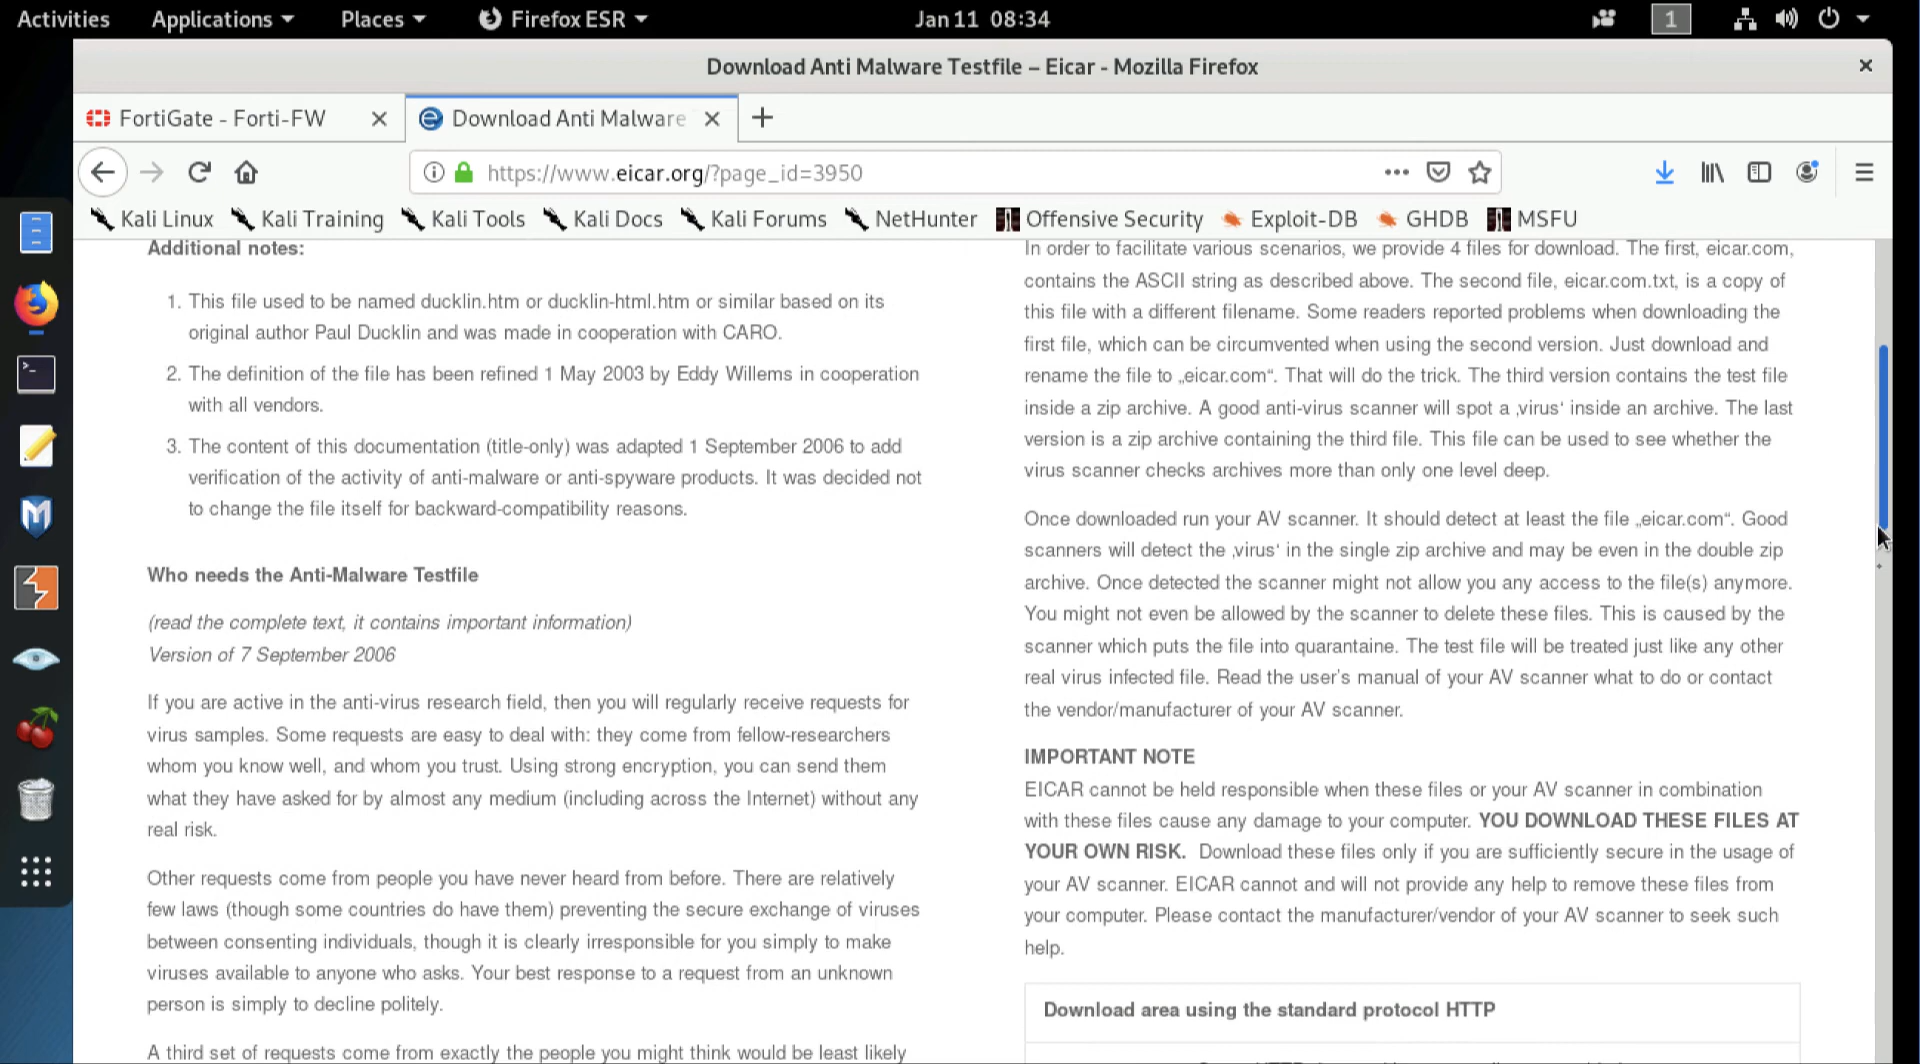 Activities
Applications
Places
Firefox ESR
Jan 11 08:34
1
Download Anti Malware Testfile – Eicar - Mozilla Firefox
FortiGate - Forti-FW
Download Anti Malware
https://www.eicar.org/?page_id=3950
Kali Linux
Kali Training
Kali Tools
Kali Docs
Kali Forums
NetHunter
Offensive Security
Exploit-DB
GHDB
MSFU
Additional notes:
1. This file used to be named ducklin.htm or ducklin-html.htm or similar based on its
original author Paul Ducklin and was made in cooperation with CARO.
2. The definition of the file has been refined 1 May 2003 by Eddy Willems in cooperation
with all vendors.
3. The content of this documentation (title-only) was adapted 1 September 2006 to add
verification of the activity of anti-malware or anti-spyware products. It was decided not
to change the file itself for backward-compatibility reasons.
Who needs the Anti-Malware Testfile
(read the complete text, it contains important information)
Version of 7 September 2006
If you are active in the anti-virus research field, then you will regularly receive requests for
virus samples. Some requests are easy to deal with: they come from fellow-researchers
whom you know well, and whom you trust. Using strong encryption, you can send them
what they have asked for by almost any medium (including across the Internet) without any
real risk.
Other requests come from people you have never heard from before. There are relatively
few laws (though some countries do have them) preventing the secure exchange of viruses
between consenting individuals, though it is clearly irresponsible for you simply to make
viruses available to anyone who asks. Your best response to a request from an unknown
person is simply to decline politely.
A third set of requests come from exactly the people you might think would be least likely
In order to facilitate various scenarios, we provide 4 files for download. The first, eicar.com,
contains the ASCII string as described above. The second file, eicar.com.txt, is a copy of
this file with a different filename. Some readers reported problems when downloading the
first file, which can be circumvented when using the second version. Just download and
rename the file to „eicar.com“. That will do the trick. The third version contains the test file
inside a zip archive. A good anti-virus scanner will spot a ‚virus‘ inside an archive. The last
version is a zip archive containing the third file. This file can be used to see whether the
virus scanner checks archives more than only one level deep.
Once downloaded run your AV scanner. It should detect at least the file „eicar.com“. Good
scanners will detect the ‚virus‘ in the single zip archive and may be even in the double zip
archive. Once detected the scanner might not allow you any access to the file(s) anymore.
You might not even be allowed by the scanner to delete these files. This is caused by the
scanner which puts the file into quarantaine. The test file will be treated just like any other
real virus infected file. Read the user's manual of your AV scanner what to do or contact
the vendor/manufacturer of your AV scanner.
IMPORTANT NOTE
EICAR cannot be held responsible when these files or your AV scanner in combination
with these files cause any damage to your computer. YOU DOWNLOAD THESE FILES AT
YOUR OWN RISK. Download these files only if you are sufficiently secure in the usage of
your AV scanner. EICAR cannot and will not provide any help to remove these files from
your computer. Please contact the manufacturer/vendor of your AV scanner to seek such
help.
Download area using the standard protocol HTTP